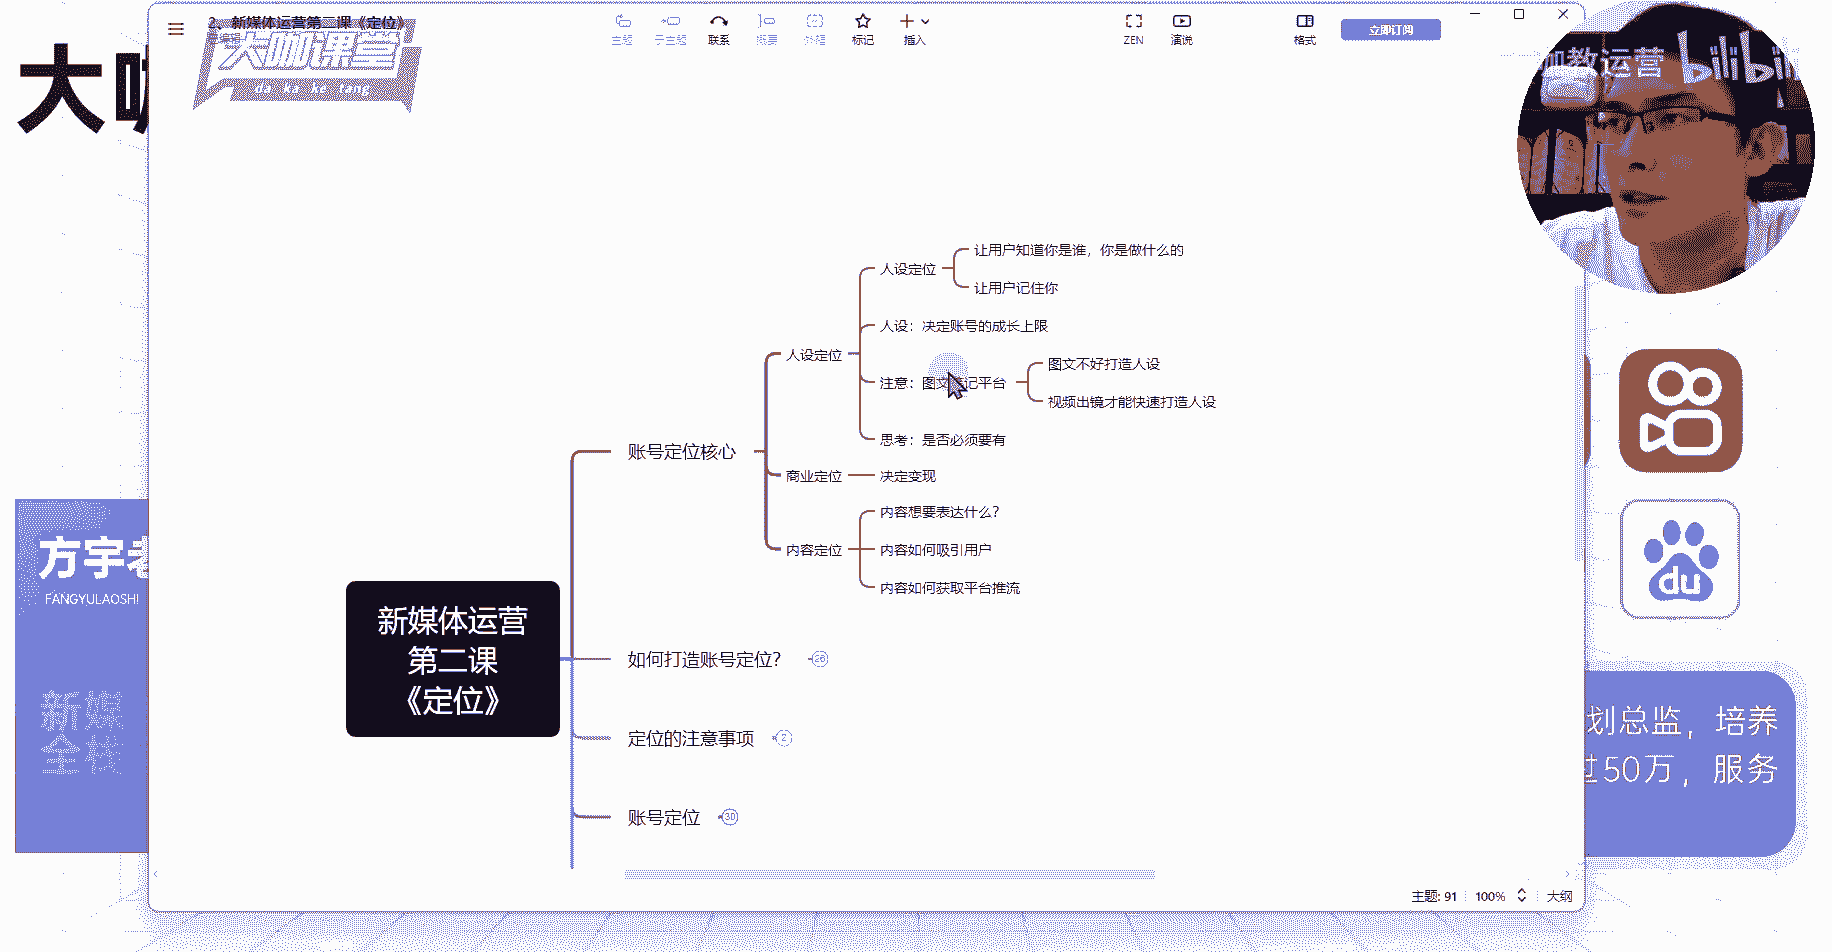 2、新媒体运营第二课《定位》
已编辑
大咖课堂
da ka ke tang
主题
子主题
联系
概要
外框
标记
插入
ZEN
演说
格式
立即订阅
咖教运营
bilibili
大咖
让用户知道你是谁，你是做什么的
人设定位
让用户记住你
人设：决定账号的成长上限
人设定位
图文不好打造人设
注意：图文笔记平台
视频出镜才能快速打造人设
思考：是否必须要有
账号定位核心
商业定位
决定变现
内容想要表达什么？
内容定位
内容如何吸引用户
内容如何获取平台推流
新媒体运营
第二课
《定位》
如何打造账号定位？
26
定位的注意事项
2
账号定位
30
方宇老
FANGYULAOSHI
新媒
全栈
du
划总监，培养
过50万，服务
主题: 91
100%
大纲